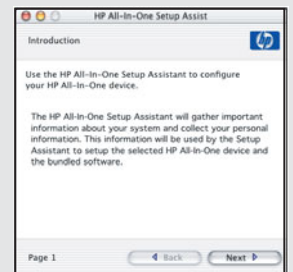 HP All-In-One Setup Assist
Introduction
hp
Use the HP All-In-One Setup Assistant to configure
your HP All-In-One device.
The HP All-In-One Setup Assistant will gather important
information about your system and collect your personal
information. This information will be used by the Setup
Assistant to setup the selected HP All-In-One device and
the bundled software.
Page 1
Back
Next